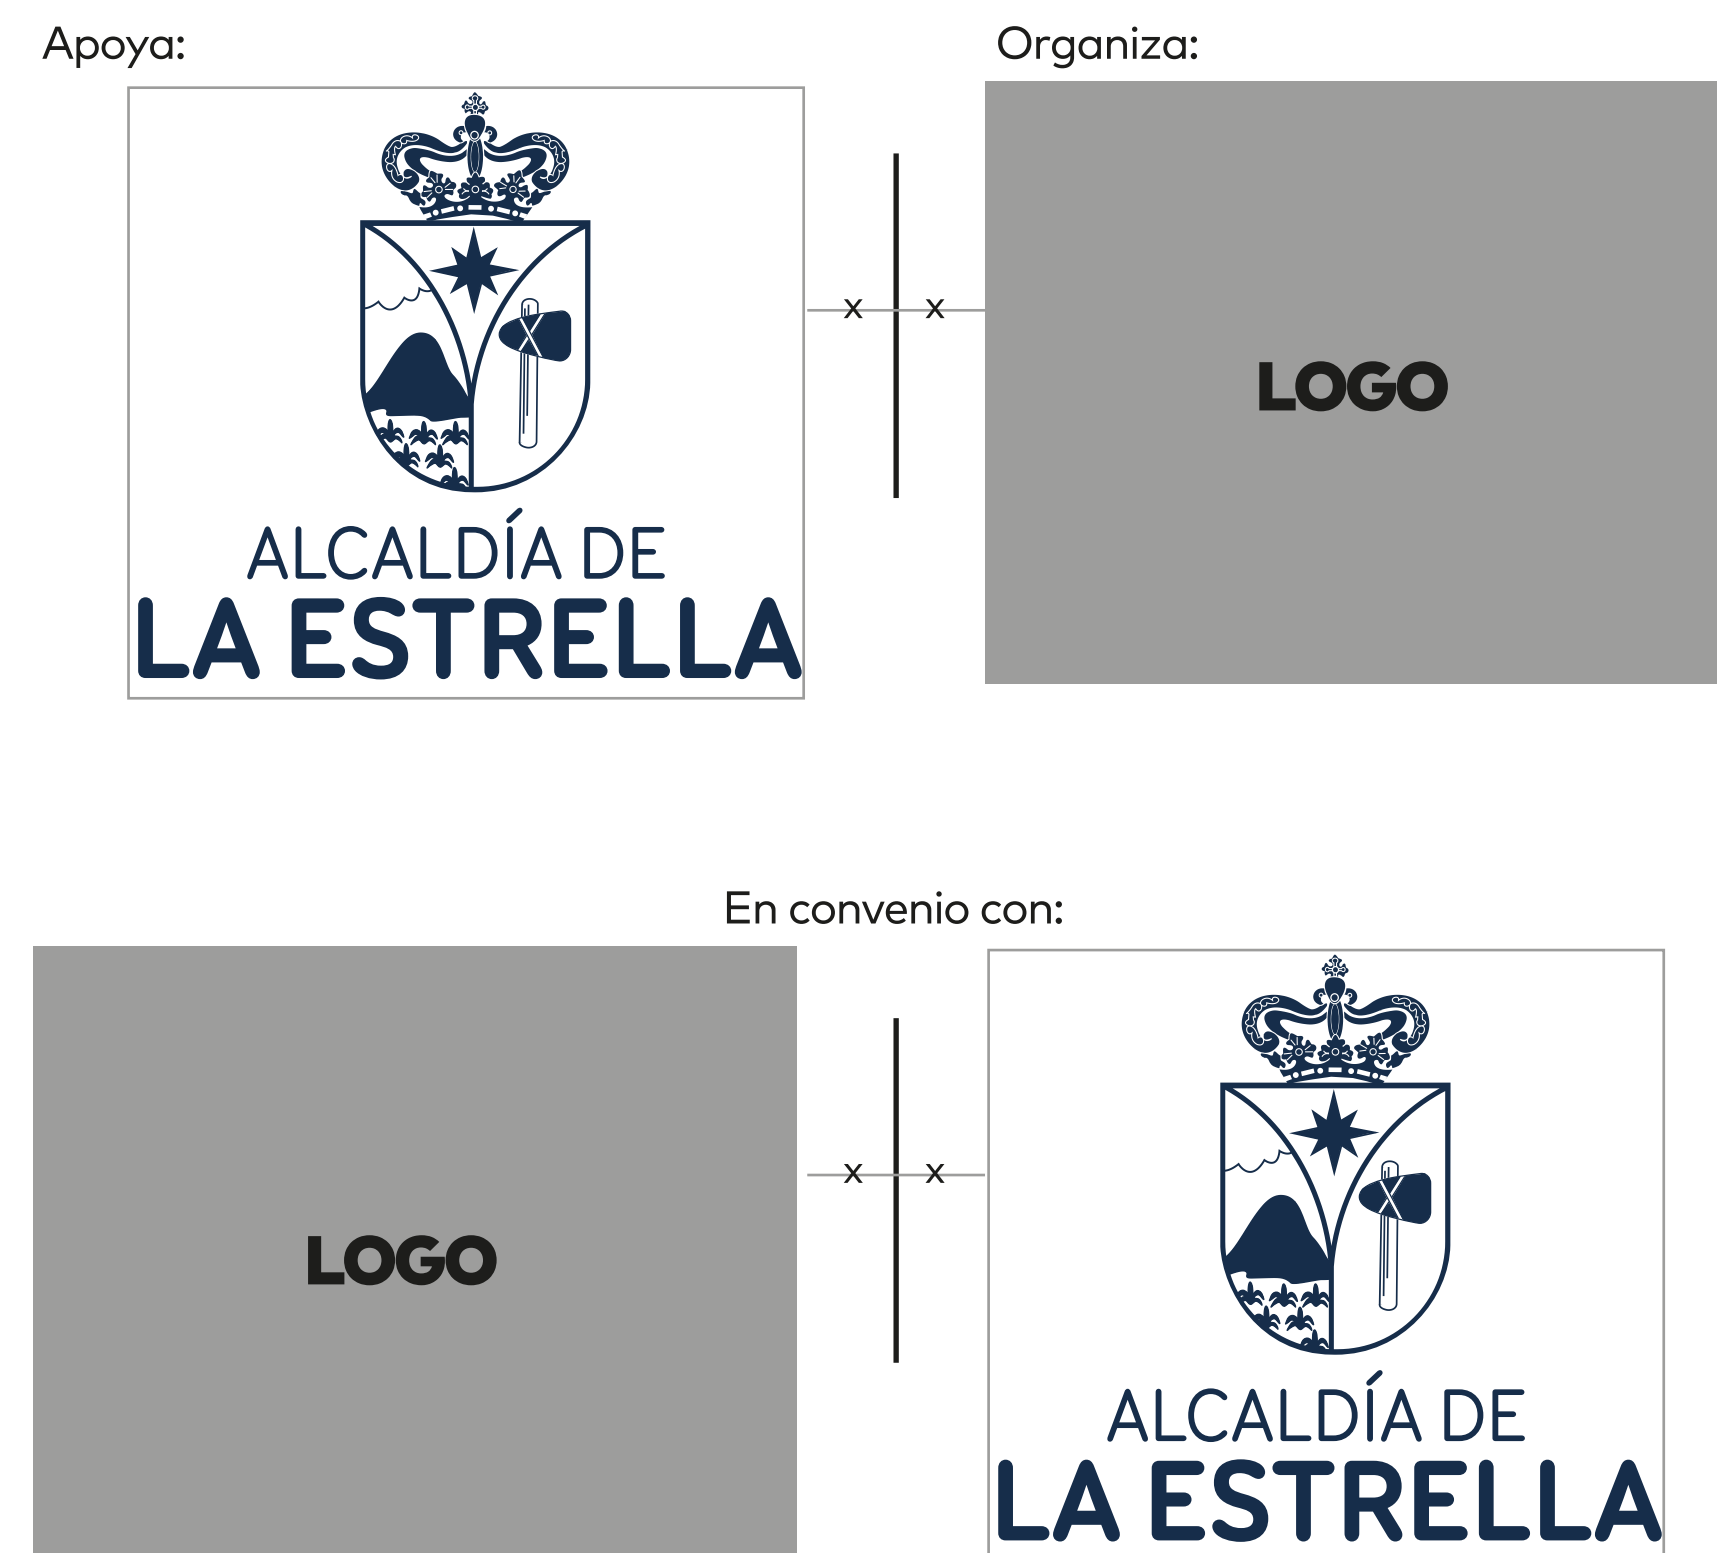 Apoya:
Organiza:
ALCALDÍA DE
LA ESTRELLA
x x
LOGO
En convenio con:
LOGO
x x
ALCALDÍA DE
LA ESTRELLA